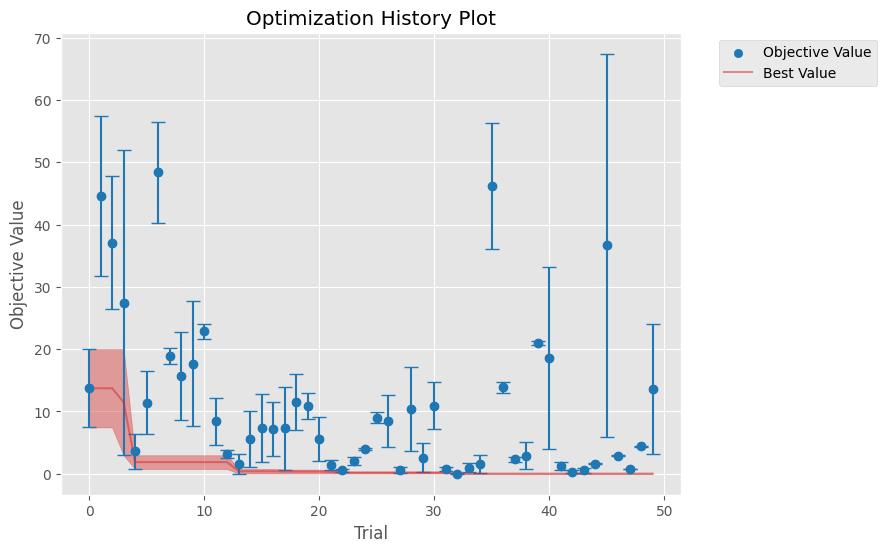 Optimization History Plot
Objective Value
Best Value
Objective Value
70
60
50
40
30
20
10
0
0 10 20 30 40 50
Trial